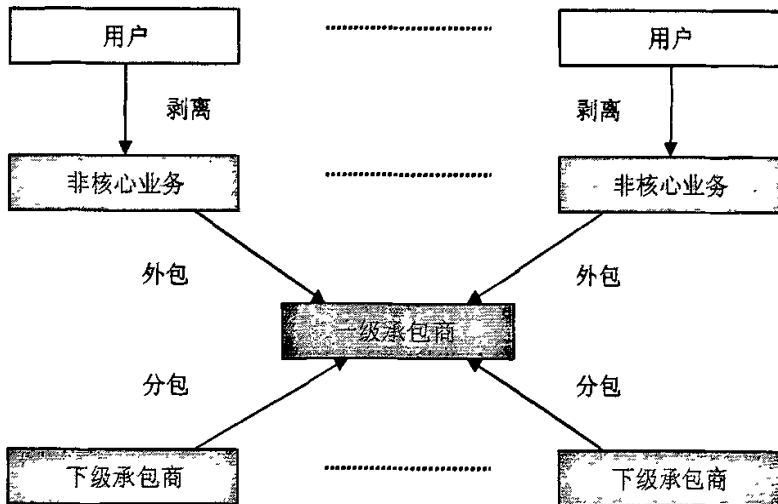 用户
用户
剥离
剥离
非核心业务
非核心业务
外包
外包
一级承包商
分包
分包
下级承包商
下级承包商